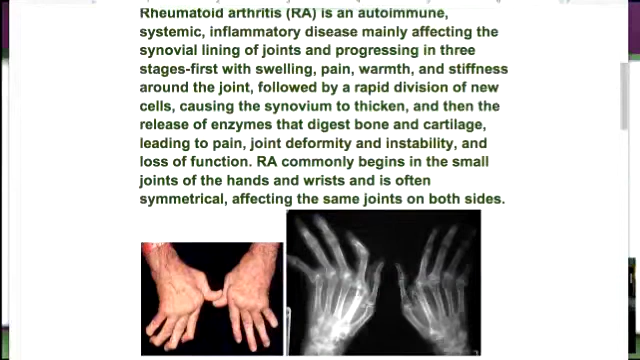 Rheumatoid arthritis (RA) is an autoimmune,
systemic, inflammatory disease mainly affecting the
synovial lining of joints and progressing in three
stages-first with swelling, pain, warmth, and stiffness
around the joint, followed by a rapid division of new
cells, causing the synovium to thicken, and then the
release of enzymes that digest bone and cartilage,
leading to pain, joint deformity and instability, and
loss of function. RA commonly begins in the small
joints of the hands and wrists and is often
symmetrical, affecting the same joints on both sides.